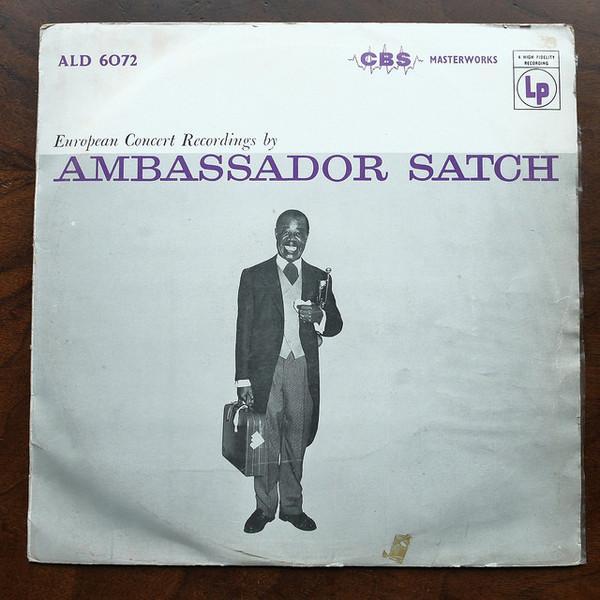 ALD 6072
CBS MASTERWORKS
A HIGH FIDELITY
RECORDING
Lp
European Concert Recordings by
AMBASSADOR SATCH